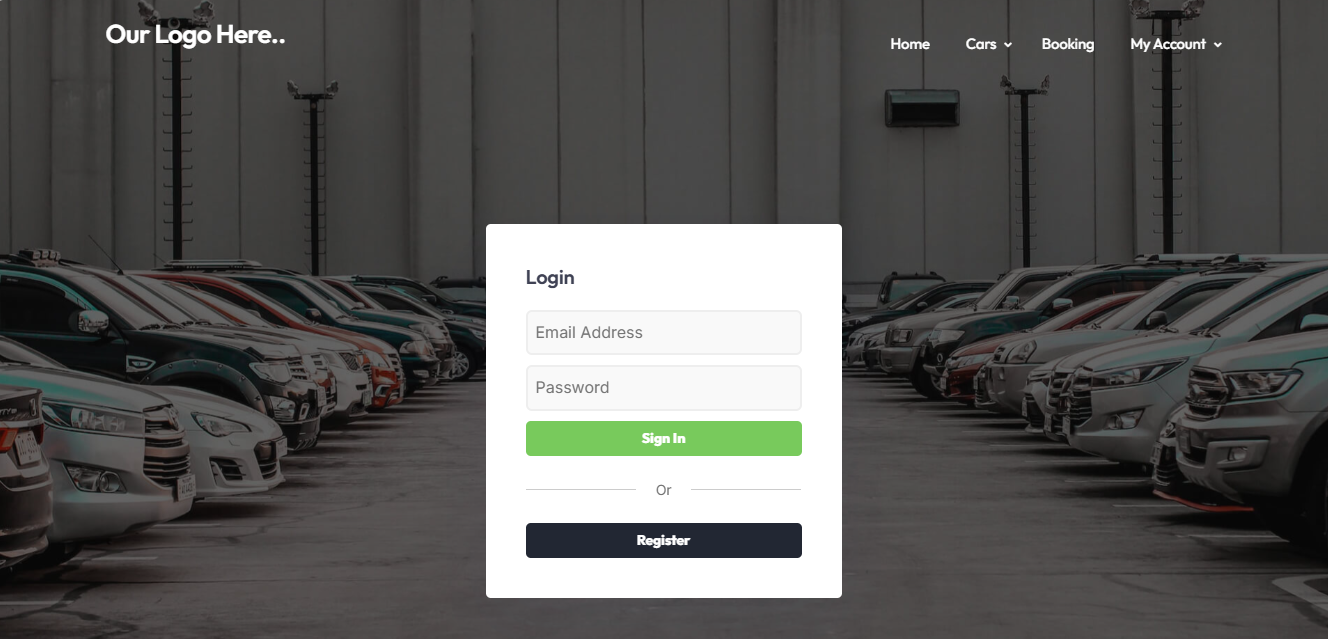 Our Logo Here..
Home Cars Booking My Account
Login
Email Address
Password
Sign In
Or
Register